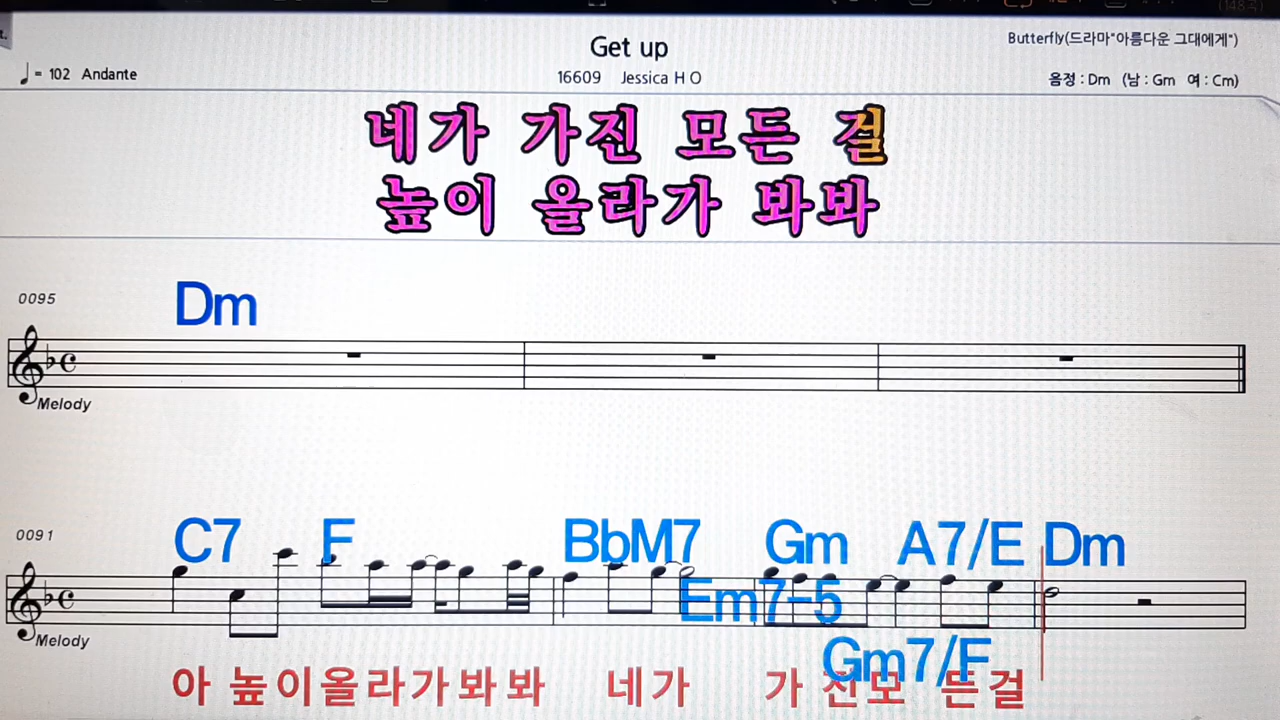 Get up
Butterfly(드라마"아름다운 그대에게")
♩= 102 Andante
16609 Jessica H O
음정 : Dm (남 : Gm 여 : Cm)
네가 가진 모든 걸
높이 올라가 봐봐
0095
Dm
Melody
0091
C7 F BbM7 Gm A7/E Dm
Em7-5
Melody
Gm7/F
아 높이올라가봐봐 네가 가 진모 든걸